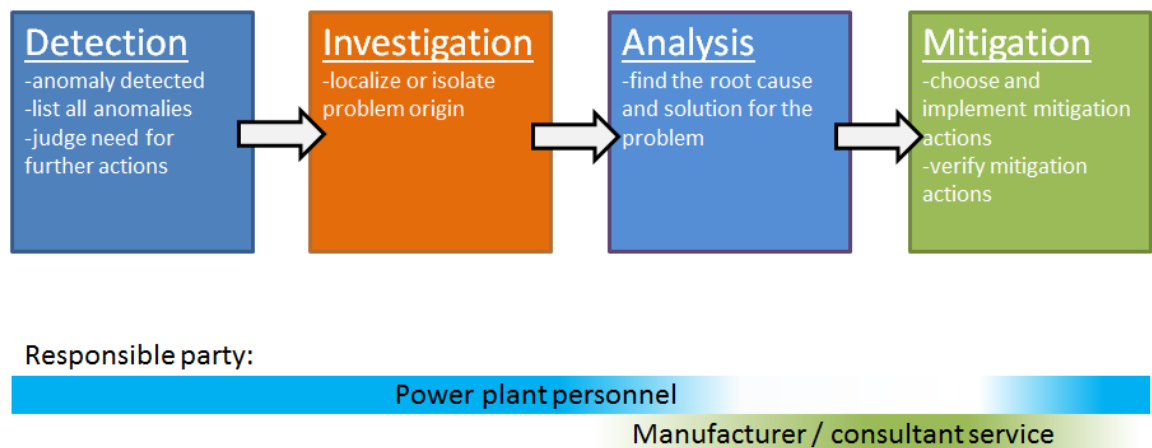 Detection
-anomaly detected
-list all anomalies
-judge need for
further actions
Investigation
-localize or isolate
problem origin
Analysis
-find the root cause
and solution for the
problem
Mitigation
-choose and
implement mitigation
actions
-verify mitigation
actions
Responsible party:
Power plant personnel
Manufacturer / consultant service